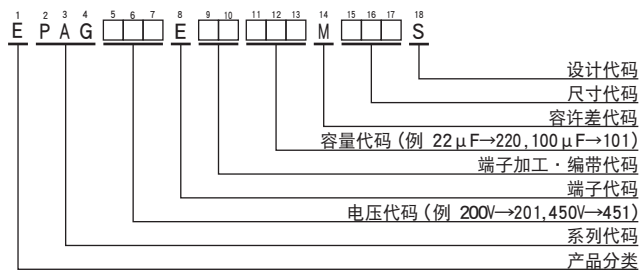 1 2 3 4 5 6 7 8 9 10 11 12 13 14 15 16 17 18
E P A G E M S
设计代码
尺寸代码
容许差代码
容量代码(例 22μF→220,100μF→101)
端子加工·编带代码
端子代码
电压代码(例 200V→201,450V→451)
系列代码
产品分类